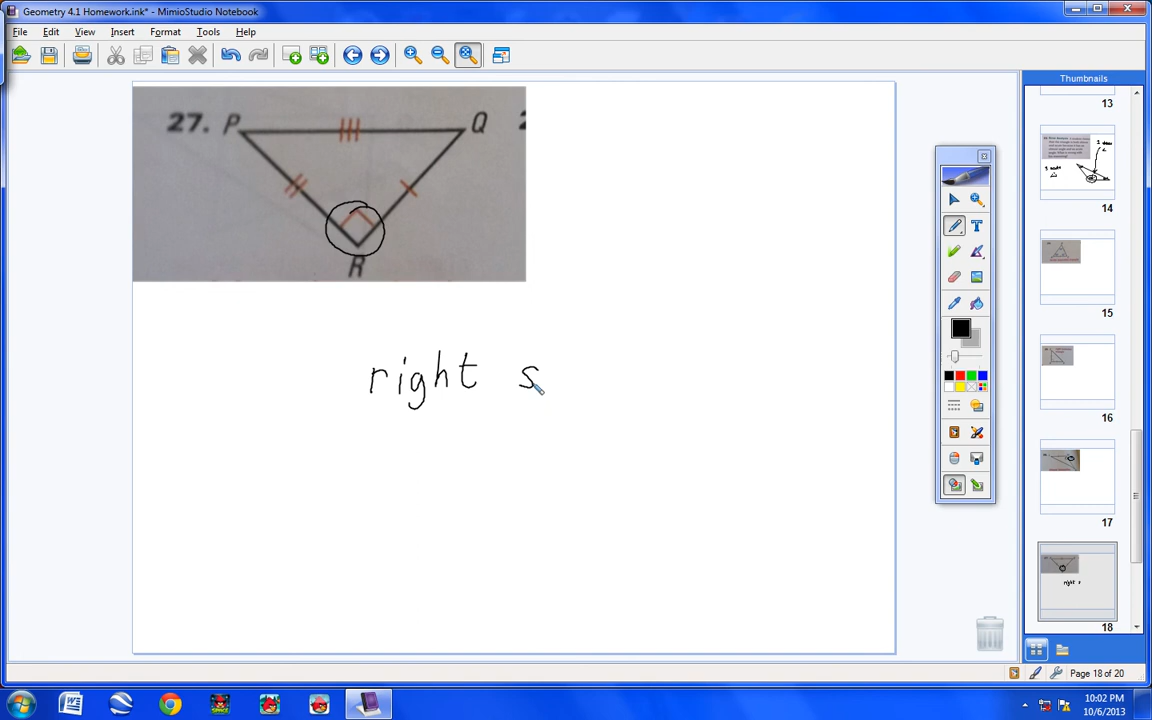 Geometry 4.1 Homework.ink* - MimioStudio Notebook
File Edit View Insert Format Tools Help
Thumbnails
13
14
15
16
17
18
27. P Q
R
right s
right s
T
Page 18 of 20
10:02 PM
10/6/2013